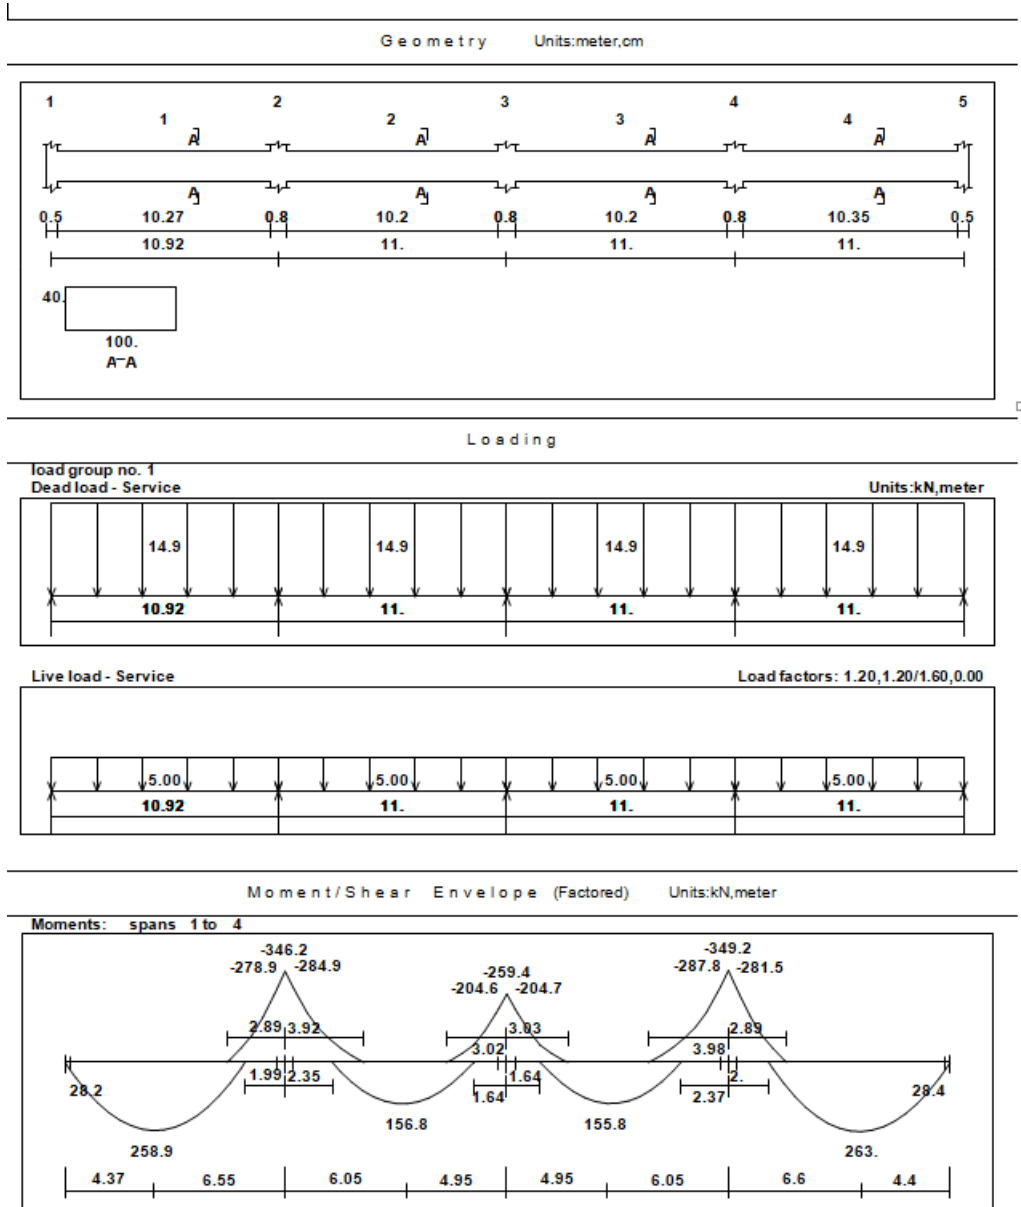 G e o m e t r y Units:meter,cm
1 2 3 4 5
1 2 3 4
A A A A
A A A A
0.5 10.27 0.8 10.2 0.8 10.2 0.8 10.35 0.5
10.92 11. 11. 11.
40.
100.
A-A
L o a d i n g
load group no. 1
Dead load - Service Units:kN,meter
14.9 14.9 14.9 14.9
10.92 11. 11. 11.
Live load - Service Load factors: 1.20,1.20/1.60,0.00
5.00 5.00 5.00 5.00
10.92 11. 11. 11.
M o m e n t / S h e a r E n v e l o p e (Factored) Units:kN,meter
Moments: spans 1 to 4
-346.2 -259.4 -349.2
-278.9 -284.9 -204.6 -204.7 -287.8 -281.5
2.89 3.92 3.03 2.89
3.02 3.98
1.99 2.35 1.64 2.
28.2 1.64 2.37 28.4
156.8 155.8
258.9 263.
4.37 6.55 6.05 4.95 4.95 6.05 6.6 4.4